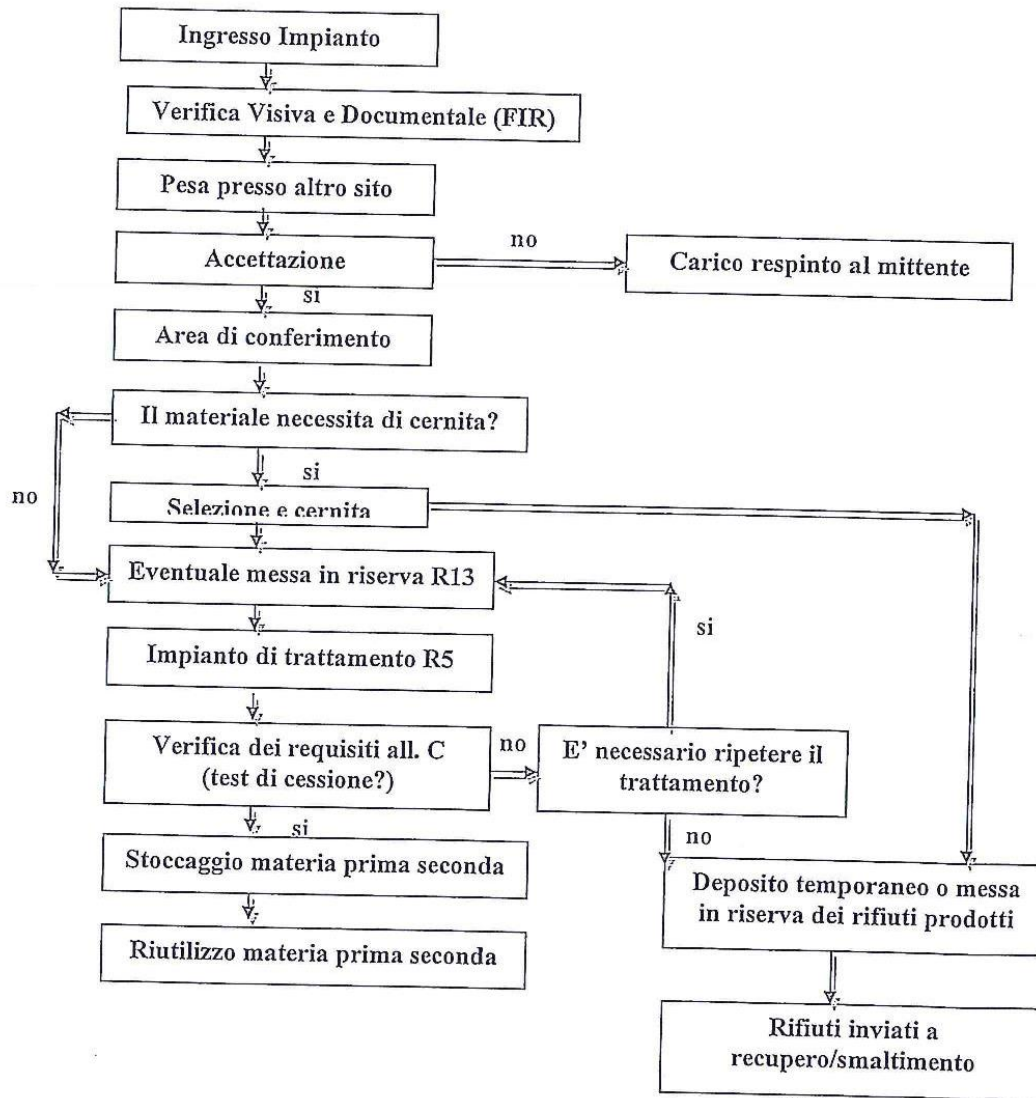 Ingresso Impianto
Verifica Visiva e Documentale (FIR)
Pesa presso altro sito
Accettazione
no
Carico respinto al mittente
si
Area di conferimento
Il materiale necessita di cernita?
no
si
Selezione e cernita
Eventuale messa in riserva R13
si
Impianto di trattamento R5
Verifica dei requisiti all. C
(test di cessione?)
no
E' necessario ripetere il
trattamento?
si
no
Stoccaggio materia prima seconda
Deposito temporaneo o messa
in riserva dei rifiuti prodotti
Riutilizzo materia prima seconda
Rifiuti inviati a
recupero/smaltimento